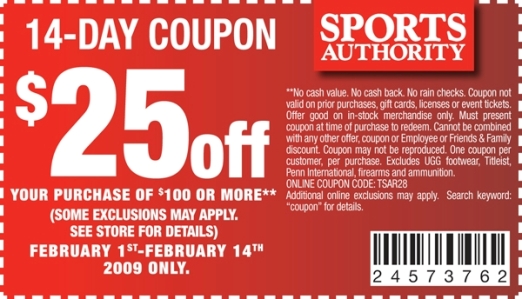 14-DAY COUPON
$25 off
YOUR PURCHASE OF $100 OR MORE**
(SOME EXCLUSIONS MAY APPLY.
SEE STORE FOR DETAILS)
FEBRUARY 1ST-FEBRUARY 14TH
2009 ONLY.
SPORTS
AUTHORITY
**No cash value. No cash back. No rain checks. Coupon not
valid on prior purchases, gift cards, licenses or event tickets.
Offer good on in-stock merchandise only. Must present
coupon at time of purchase to redeem. Cannot be combined
with any other offer, coupon or Employee or Friends & Family
discount. Coupon may not be reproduced. One coupon per
customer, per purchase. Excludes UGG footwear, Titleist,
Penn International, firearms and ammunition.
ONLINE COUPON CODE: TSAR28
Additional online exclusions may apply. Search keyword:
"coupon" for details.
24573762